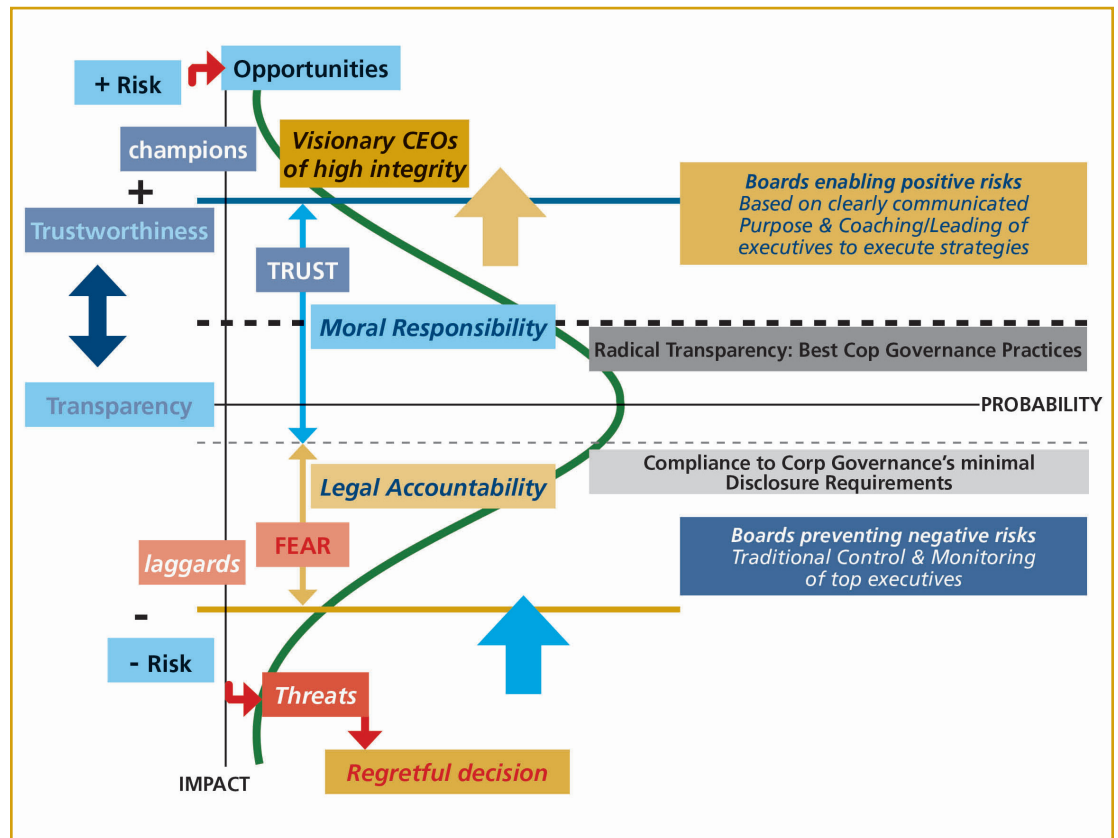 Opportunities
+ Risk
champions
Visionary CEOs
of high integrity
+
Trustworthiness
Boards enabling positive risks
Based on clearly communicated
Purpose & Coaching/Leading of
executives to execute strategies
TRUST
Moral Responsibility
Radical Transparency: Best Cop Governance Practices
Transparency
PROBABILITY
Compliance to Corp Governance's minimal
Disclosure Requirements
Legal Accountability
FEAR
laggards
Boards preventing negative risks
Traditional Control & Monitoring
of top executives
-
- Risk
Threats
Regretful decision
IMPACT